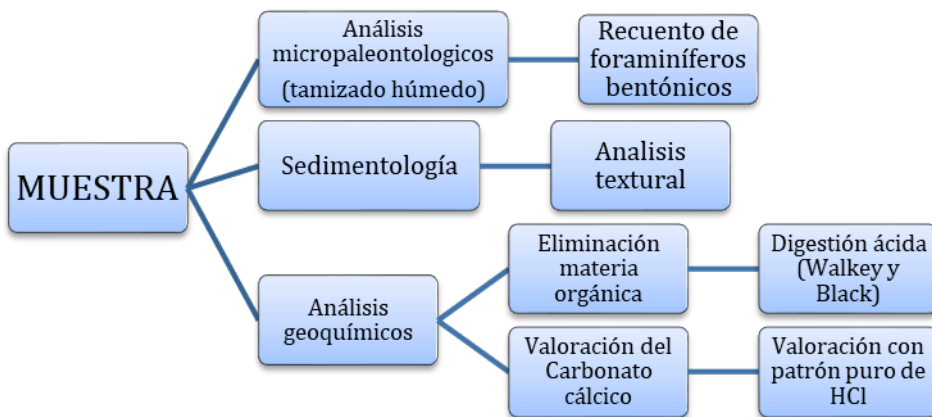 Análisis
micropaleontologicos
(tamizado húmedo)
Recuento de
foraminíferos
bentónicos
MUESTRA
Sedimentología
Analisis
textural
Análisis
geoquímicos
Eliminación
materia
orgánica
Digestión ácida
(Walkey y
Black)
Valoración del
Carbonato
cálcico
Valoración con
patrón puro de
HCl